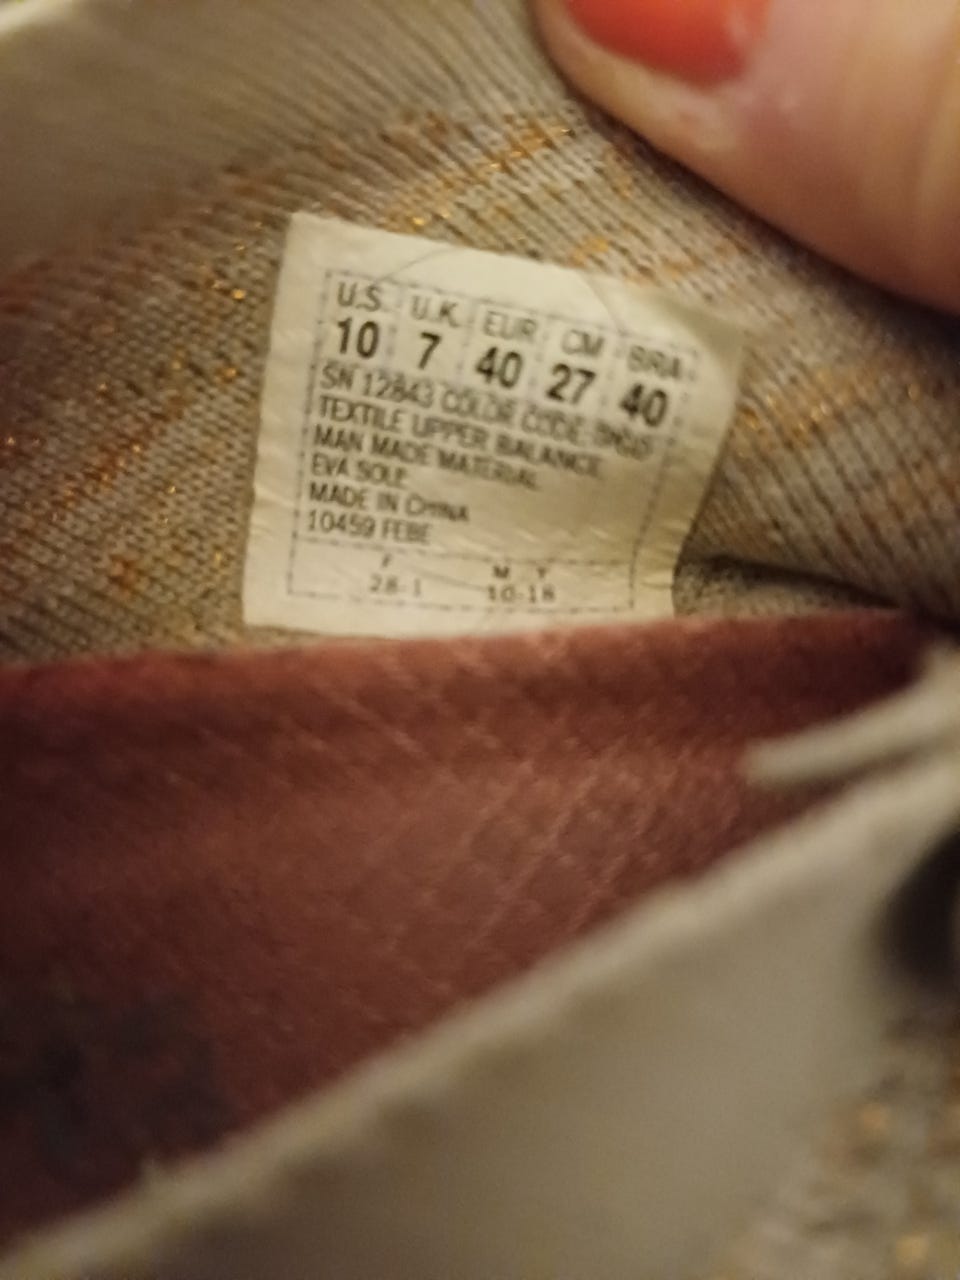 U.S. U.K. EUR CM BRA
10 7 40 27 40
SN 12843 COLOR CODE
TEXTILE UPPER BALANCE
MAN MADE MATERIAL
EVA SOLE
MADE IN CHINA
10459 FEBE
F M Y
28-1 10-18